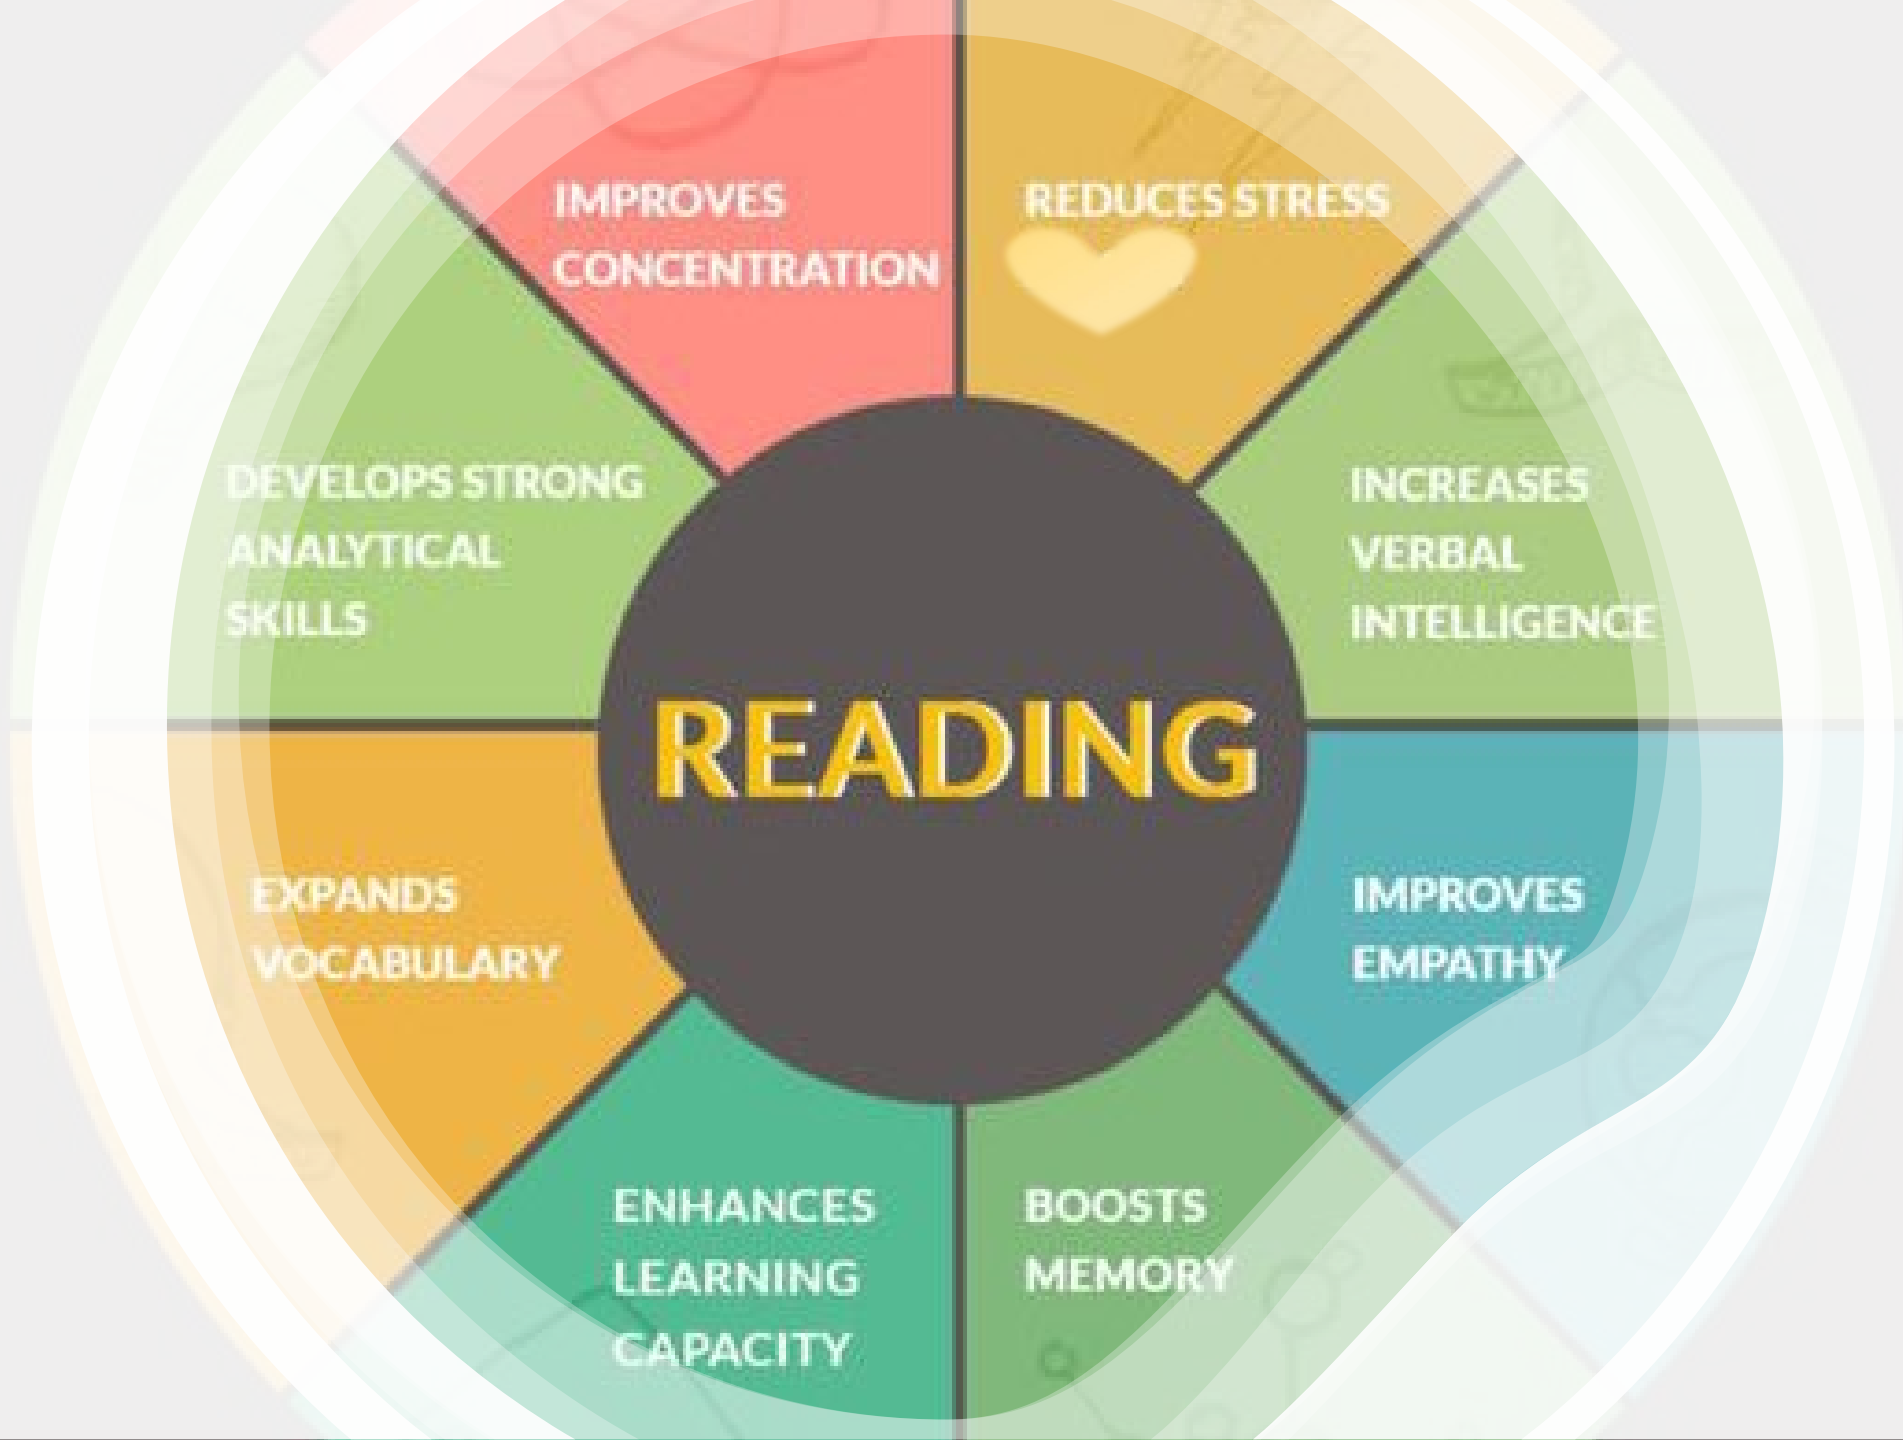 IMPROVES
CONCENTRATION
REDUCES STRESS
DEVELOPS STRONG
ANALYTICAL
SKILLS
INCREASES
VERBAL
INTELLIGENCE
READING
EXPANDS
VOCABULARY
IMPROVES
EMPATHY
ENHANCES
LEARNING
CAPACITY
BOOSTS
MEMORY